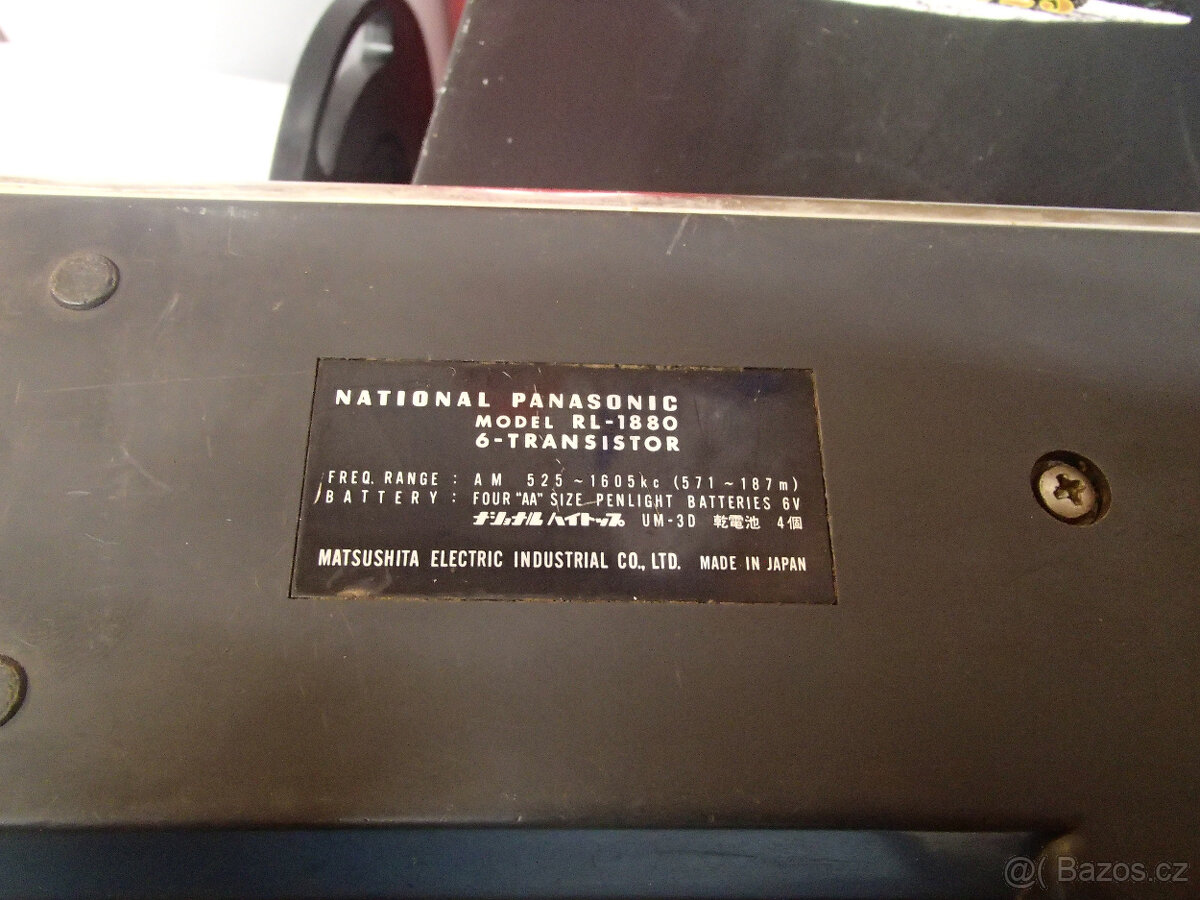 NATIONAL PANASONIC
MODEL RL-1880
6-TRANSISTOR
FREQ. RANGE : AM 525~1605kc (571~187m)
BATTERY : FOUR "AA" SIZE PENLIGHT BATTERIES 6V
ナショナル ハイトップ UM-3D 乾電池 4個
MATSUSHITA ELECTRIC INDUSTRIAL CO., LTD. MADE IN JAPAN
@( Bazos.cz